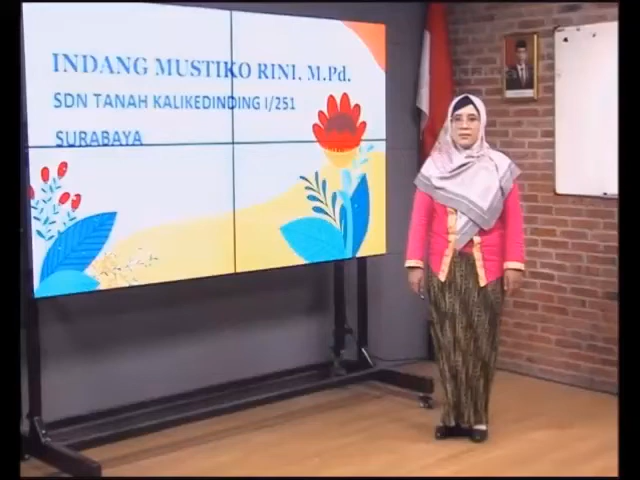 INDANG MUSTIKO RINI. M.Pd.
SDN TANAH KALIKEDINDING I/251
SURABAYA